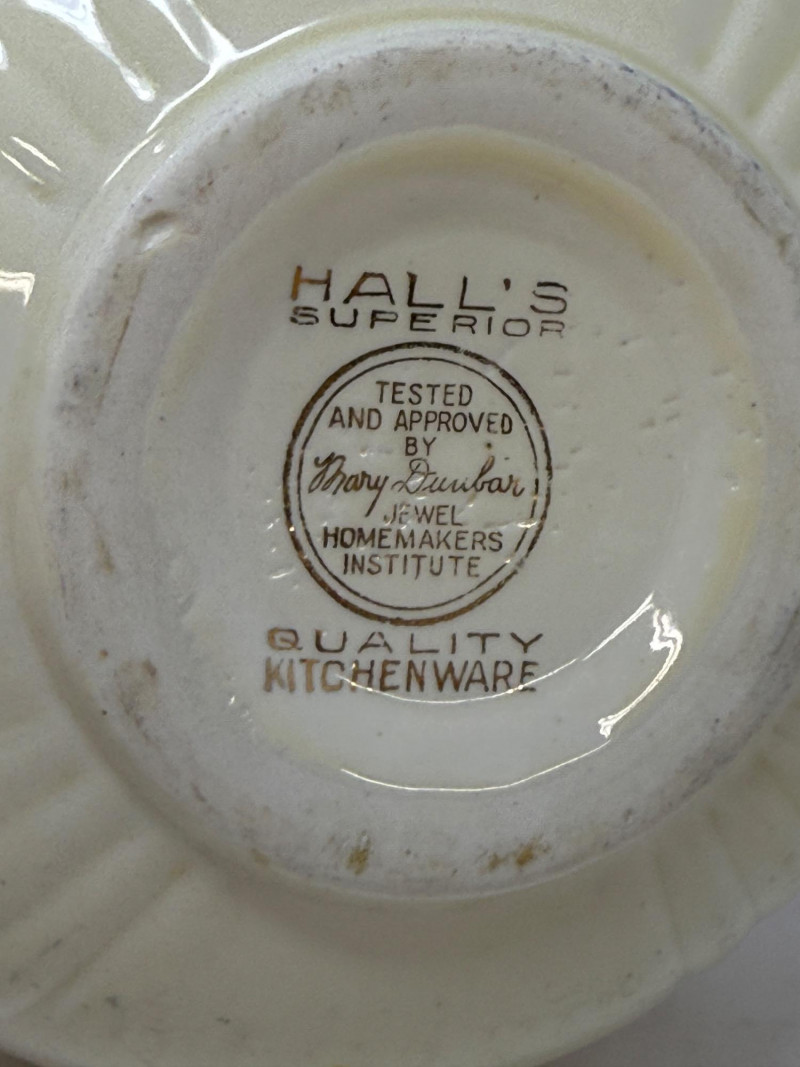 HALL'S
SUPERIOR
TESTED
AND APPROVED
BY
Mary Dunbar
JEWEL
HOMEMAKERS
INSTITUTE
QUALITY
KITCHENWARE